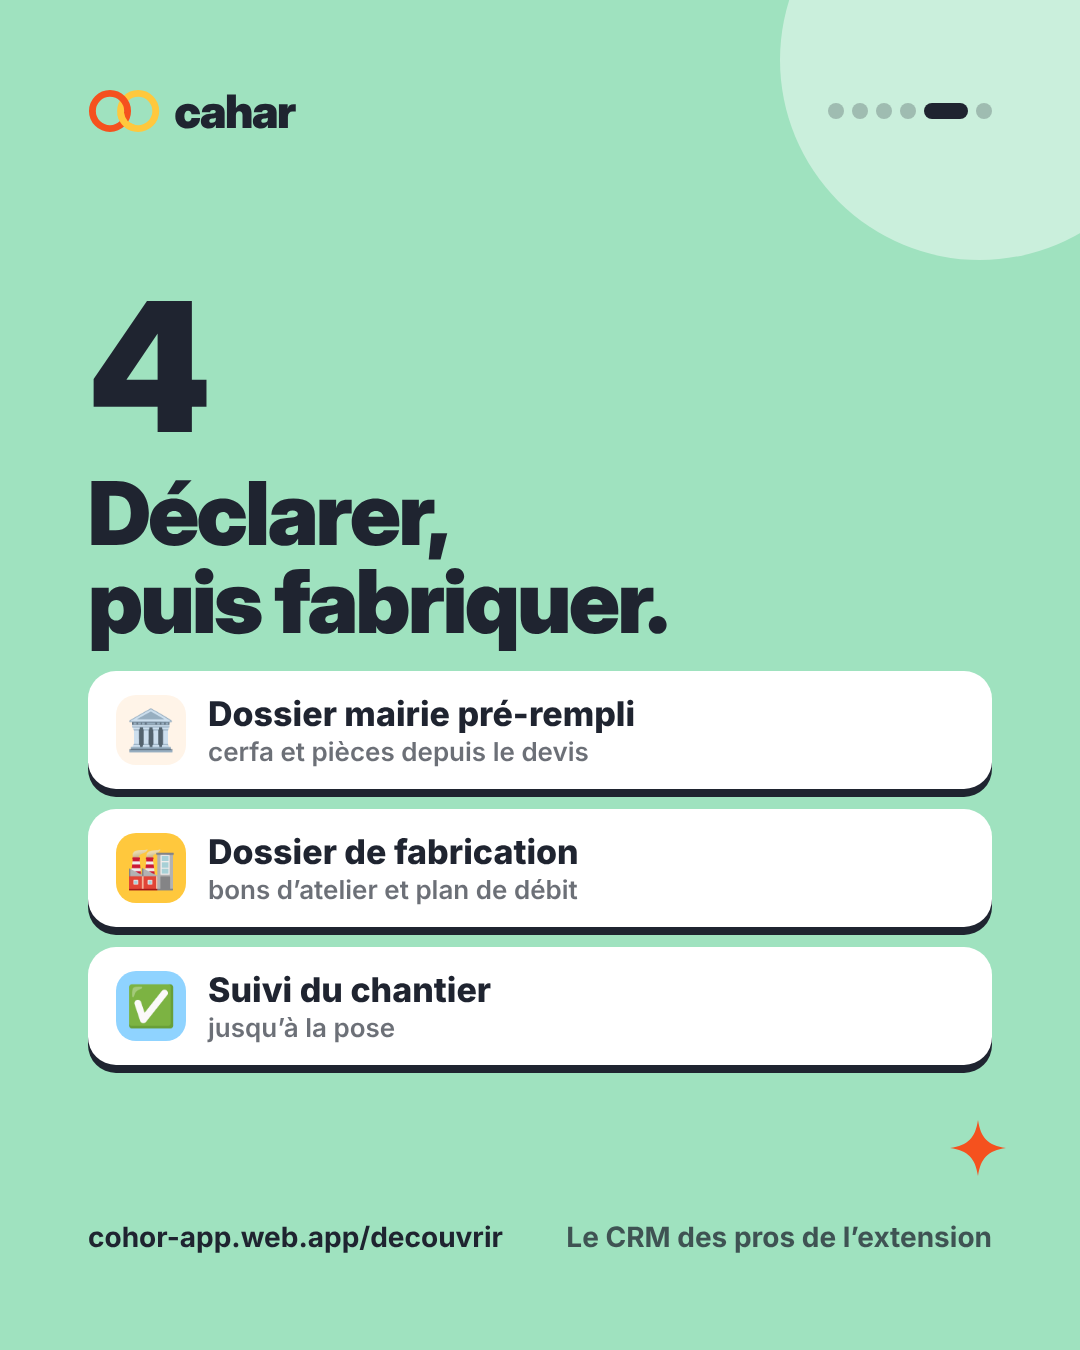 cahar
4
Déclarer,
puis fabriquer.
Dossier mairie pré-rempli
cerfa et pièces depuis le devis
Dossier de fabrication
bons d’atelier et plan de débit
Suivi du chantier
jusqu’à la pose
cohor-app.web.app/decouvrir
Le CRM des pros de l’extension